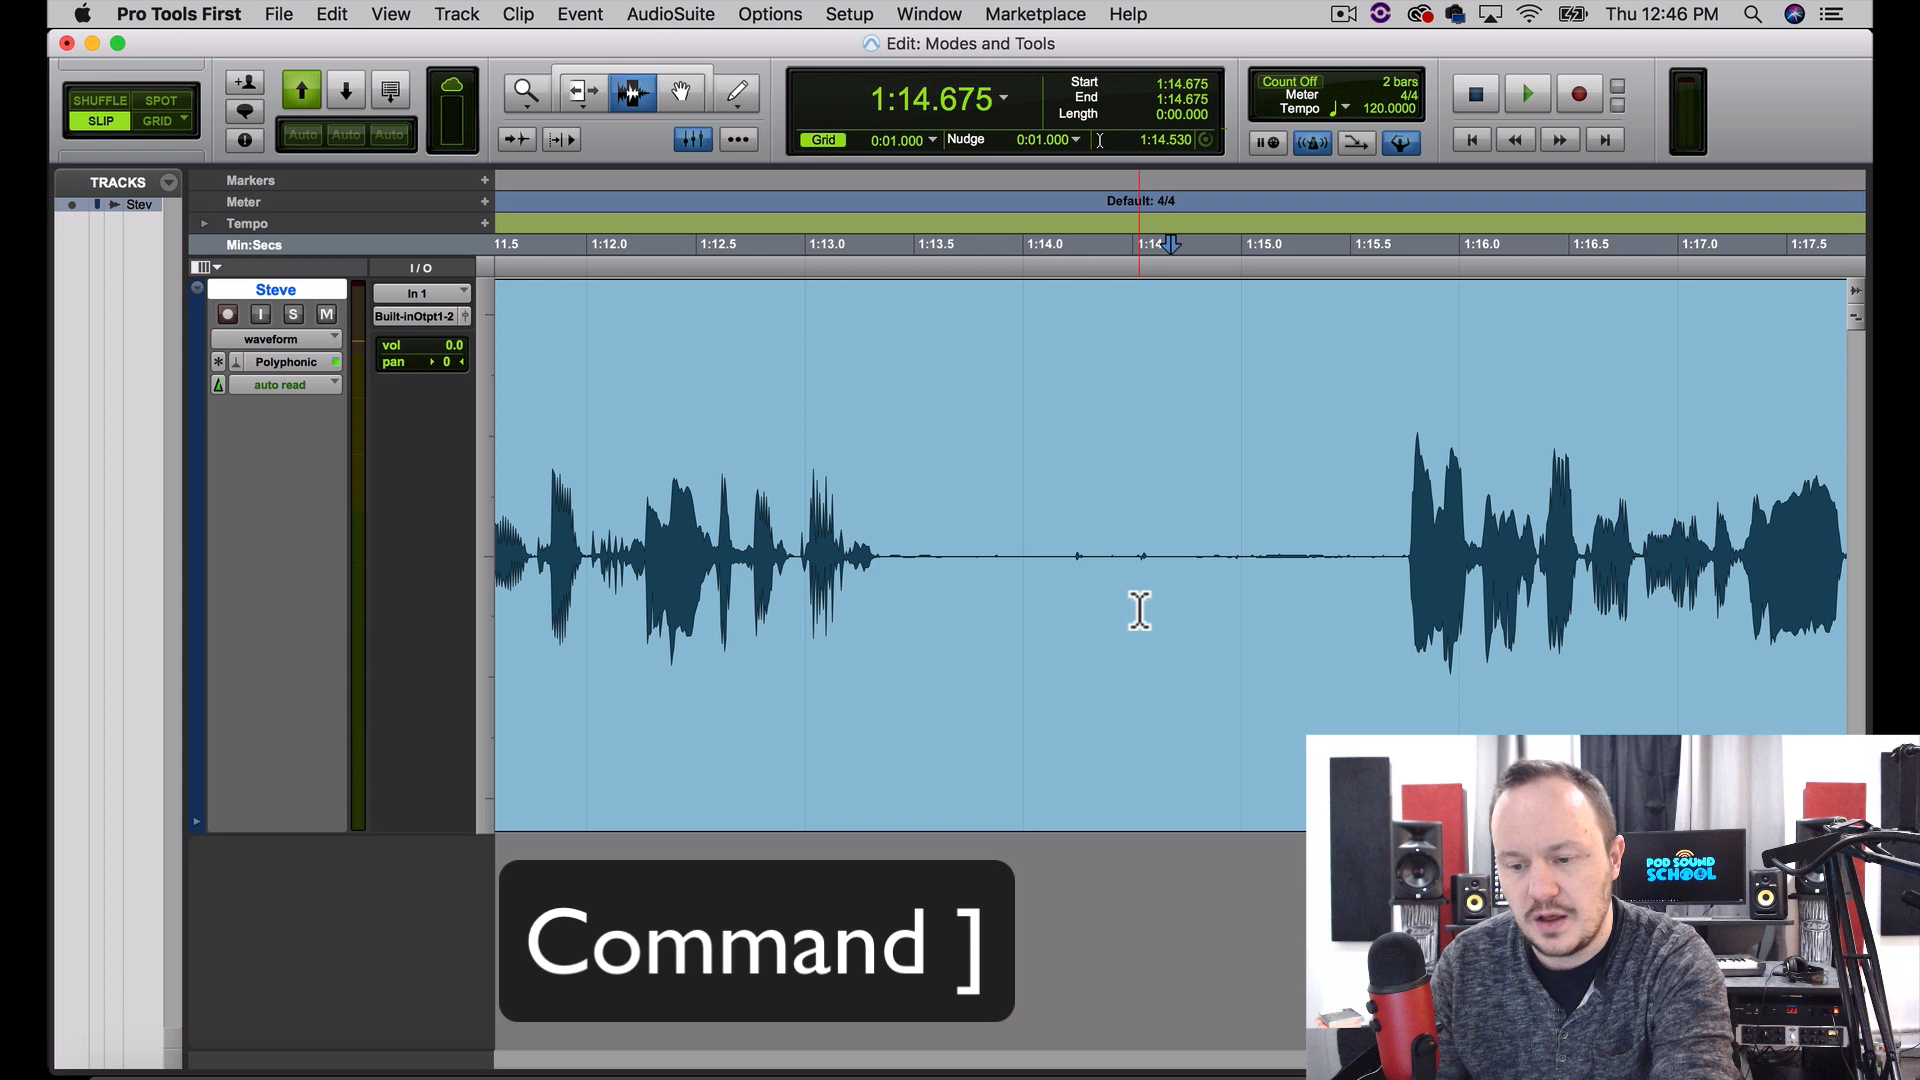 Pro Tools First File Edit View Track Clip Event AudioSuite Options Setup Window Marketplace Help Thu 12:46 PM
Edit: Modes and Tools
SHUFFLE SPOT
SLIP GRID
Auto Auto Auto
1:14.675
Start 1:14.675
End 1:14.675
Length 0:00.000
Grid 0:01.000 Nudge 0:01.000 1:14.530
Count Off 2 bars
Meter 4/4
Tempo 120.0000
TRACKS
Stev
Markers +
Meter +
Tempo +
Min:Secs
Default: 4/4
11.5 1:12.0 1:12.5 1:13.0 1:13.5 1:14.0 1:14 1:15.0 1:15.5 1:16.0 1:16.5 1:17.0 1:17.5
I / O
Steve
I S M
waveform
* Polyphonic
auto read
In 1
Built-inOtpt1-2
vol 0.0
pan 0
Command ]
POD SOUND
SCHOOL